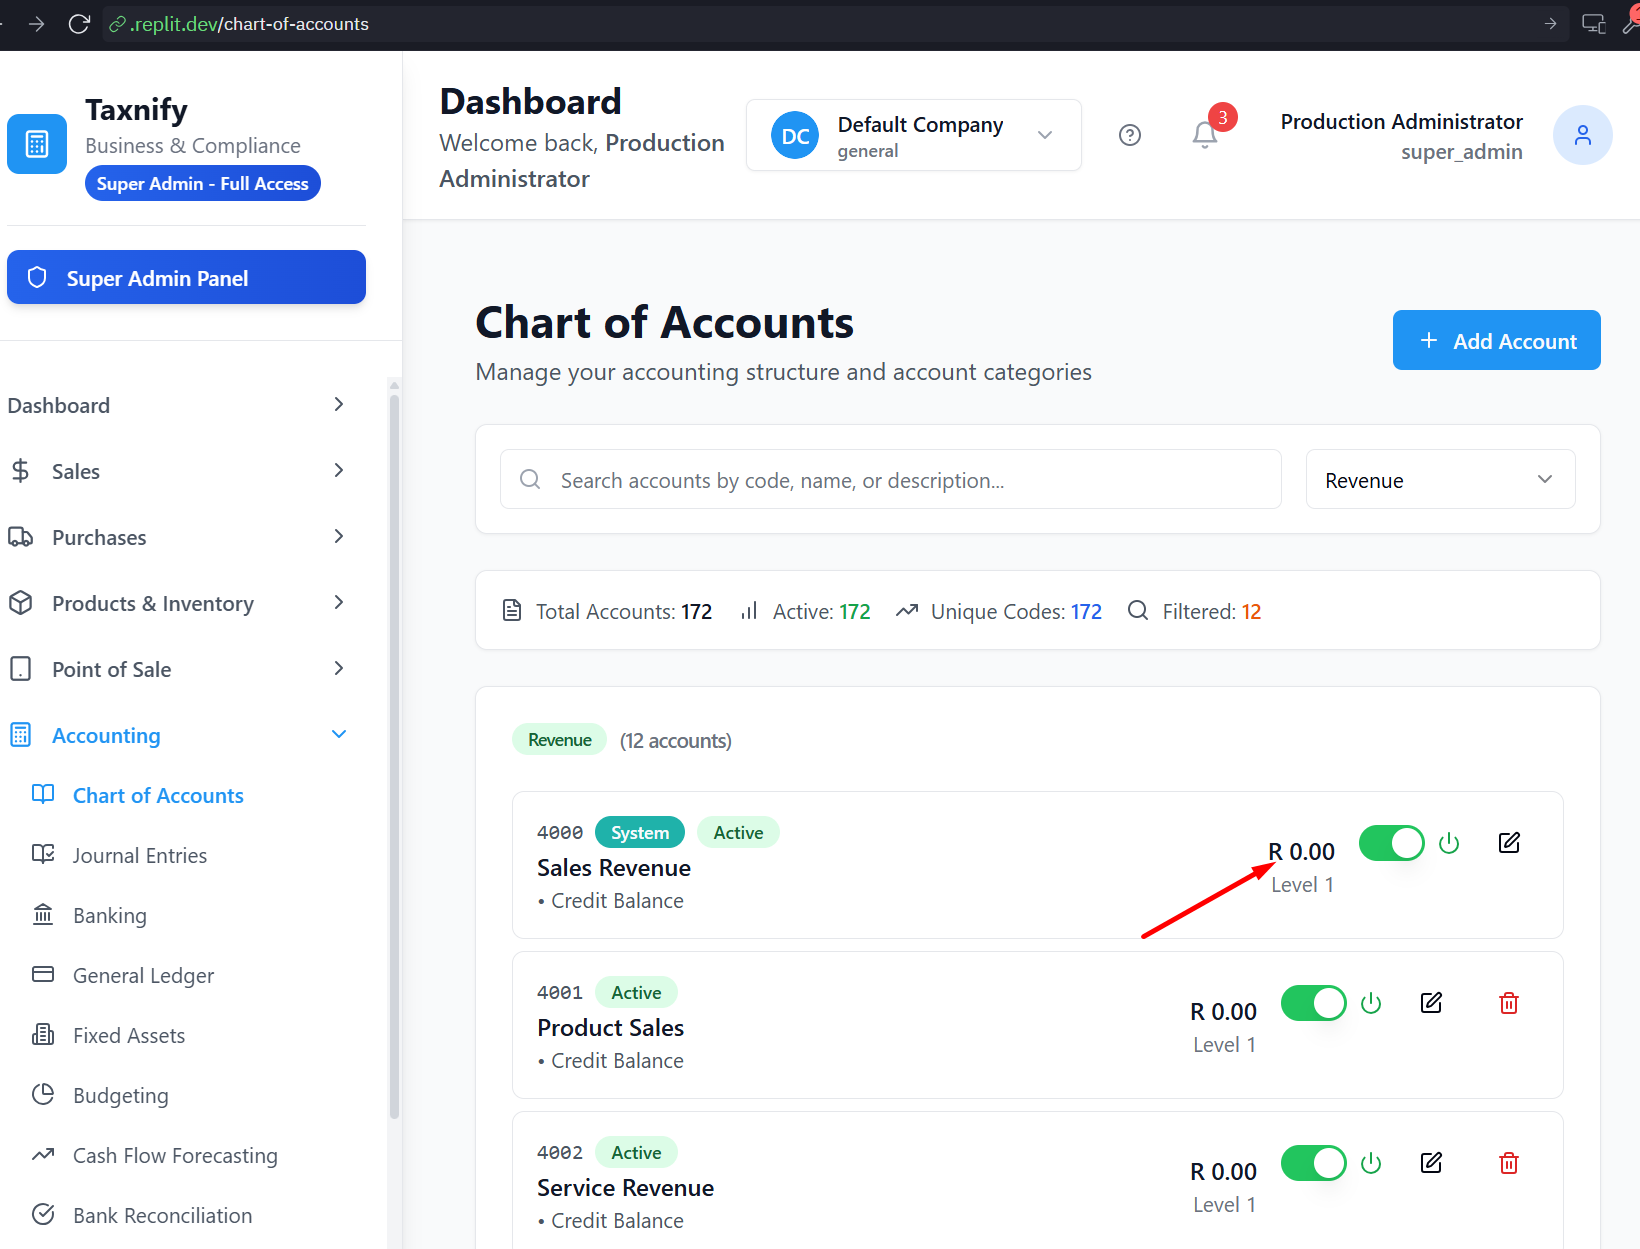 .replit.dev/chart-of-accounts
Taxnify
Business & Compliance
Super Admin - Full Access
Super Admin Panel
Dashboard
Sales
Purchases
Products & Inventory
Point of Sale
Accounting
Chart of Accounts
Journal Entries
Banking
General Ledger
Fixed Assets
Budgeting
Cash Flow Forecasting
Bank Reconciliation
Dashboard
Welcome back, Production
Administrator
DC
Default Company
general
3
Production Administrator
super_admin
Chart of Accounts
Manage your accounting structure and account categories
Add Account
Search accounts by code, name, or description...
Revenue
Total Accounts: 172 Active: 172 Unique Codes: 172 Filtered: 12
Revenue (12 accounts)
4000 System Active
Sales Revenue
• Credit Balance
R 0.00
Level 1
4001 Active
Product Sales
• Credit Balance
R 0.00
Level 1
4002 Active
Service Revenue
• Credit Balance
R 0.00
Level 1